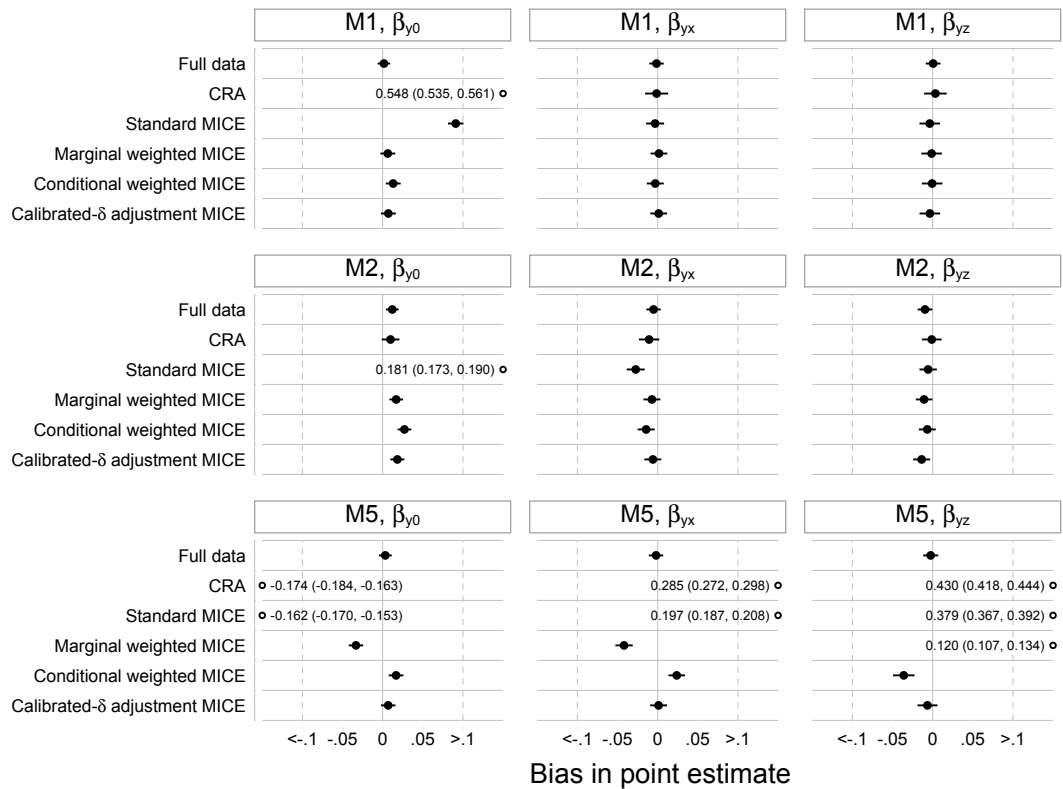 M1, βy0
M1, βyx
M1, βyz
Full data
CRA
0.548 (0.535, 0.561)
Standard MICE
Marginal weighted MICE
Conditional weighted MICE
Calibrated-δ adjustment MICE
M2, βy0
M2, βyx
M2, βyz
Full data
CRA
Standard MICE
0.181 (0.173, 0.190)
Marginal weighted MICE
Conditional weighted MICE
Calibrated-δ adjustment MICE
M5, βy0
M5, βyx
M5, βyz
Full data
CRA
-0.174 (-0.184, -0.163)
0.285 (0.272, 0.298)
0.430 (0.418, 0.444)
Standard MICE
-0.162 (-0.170, -0.153)
0.197 (0.187, 0.208)
0.379 (0.367, 0.392)
Marginal weighted MICE
0.120 (0.107, 0.134)
Conditional weighted MICE
Calibrated-δ adjustment MICE
<-.1 -.05 0 .05 >.1
<-.1 -.05 0 .05 >.1
<-.1 -.05 0 .05 >.1
Bias in point estimate